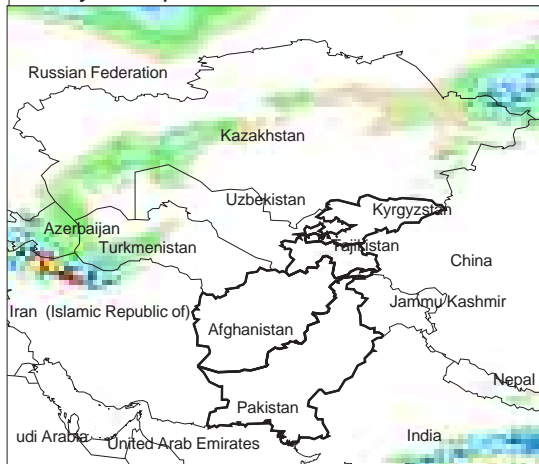 Russian Federation
Kazakhstan
Uzbekistan
Kyrgyzstan
Azerbaijan
Turkmenistan
Tajikistan
China
Iran (Islamic Republic of)
Jammu/Kashmir
Afghanistan
Nepal
Pakistan
udi Arabia
United Arab Emirates
India